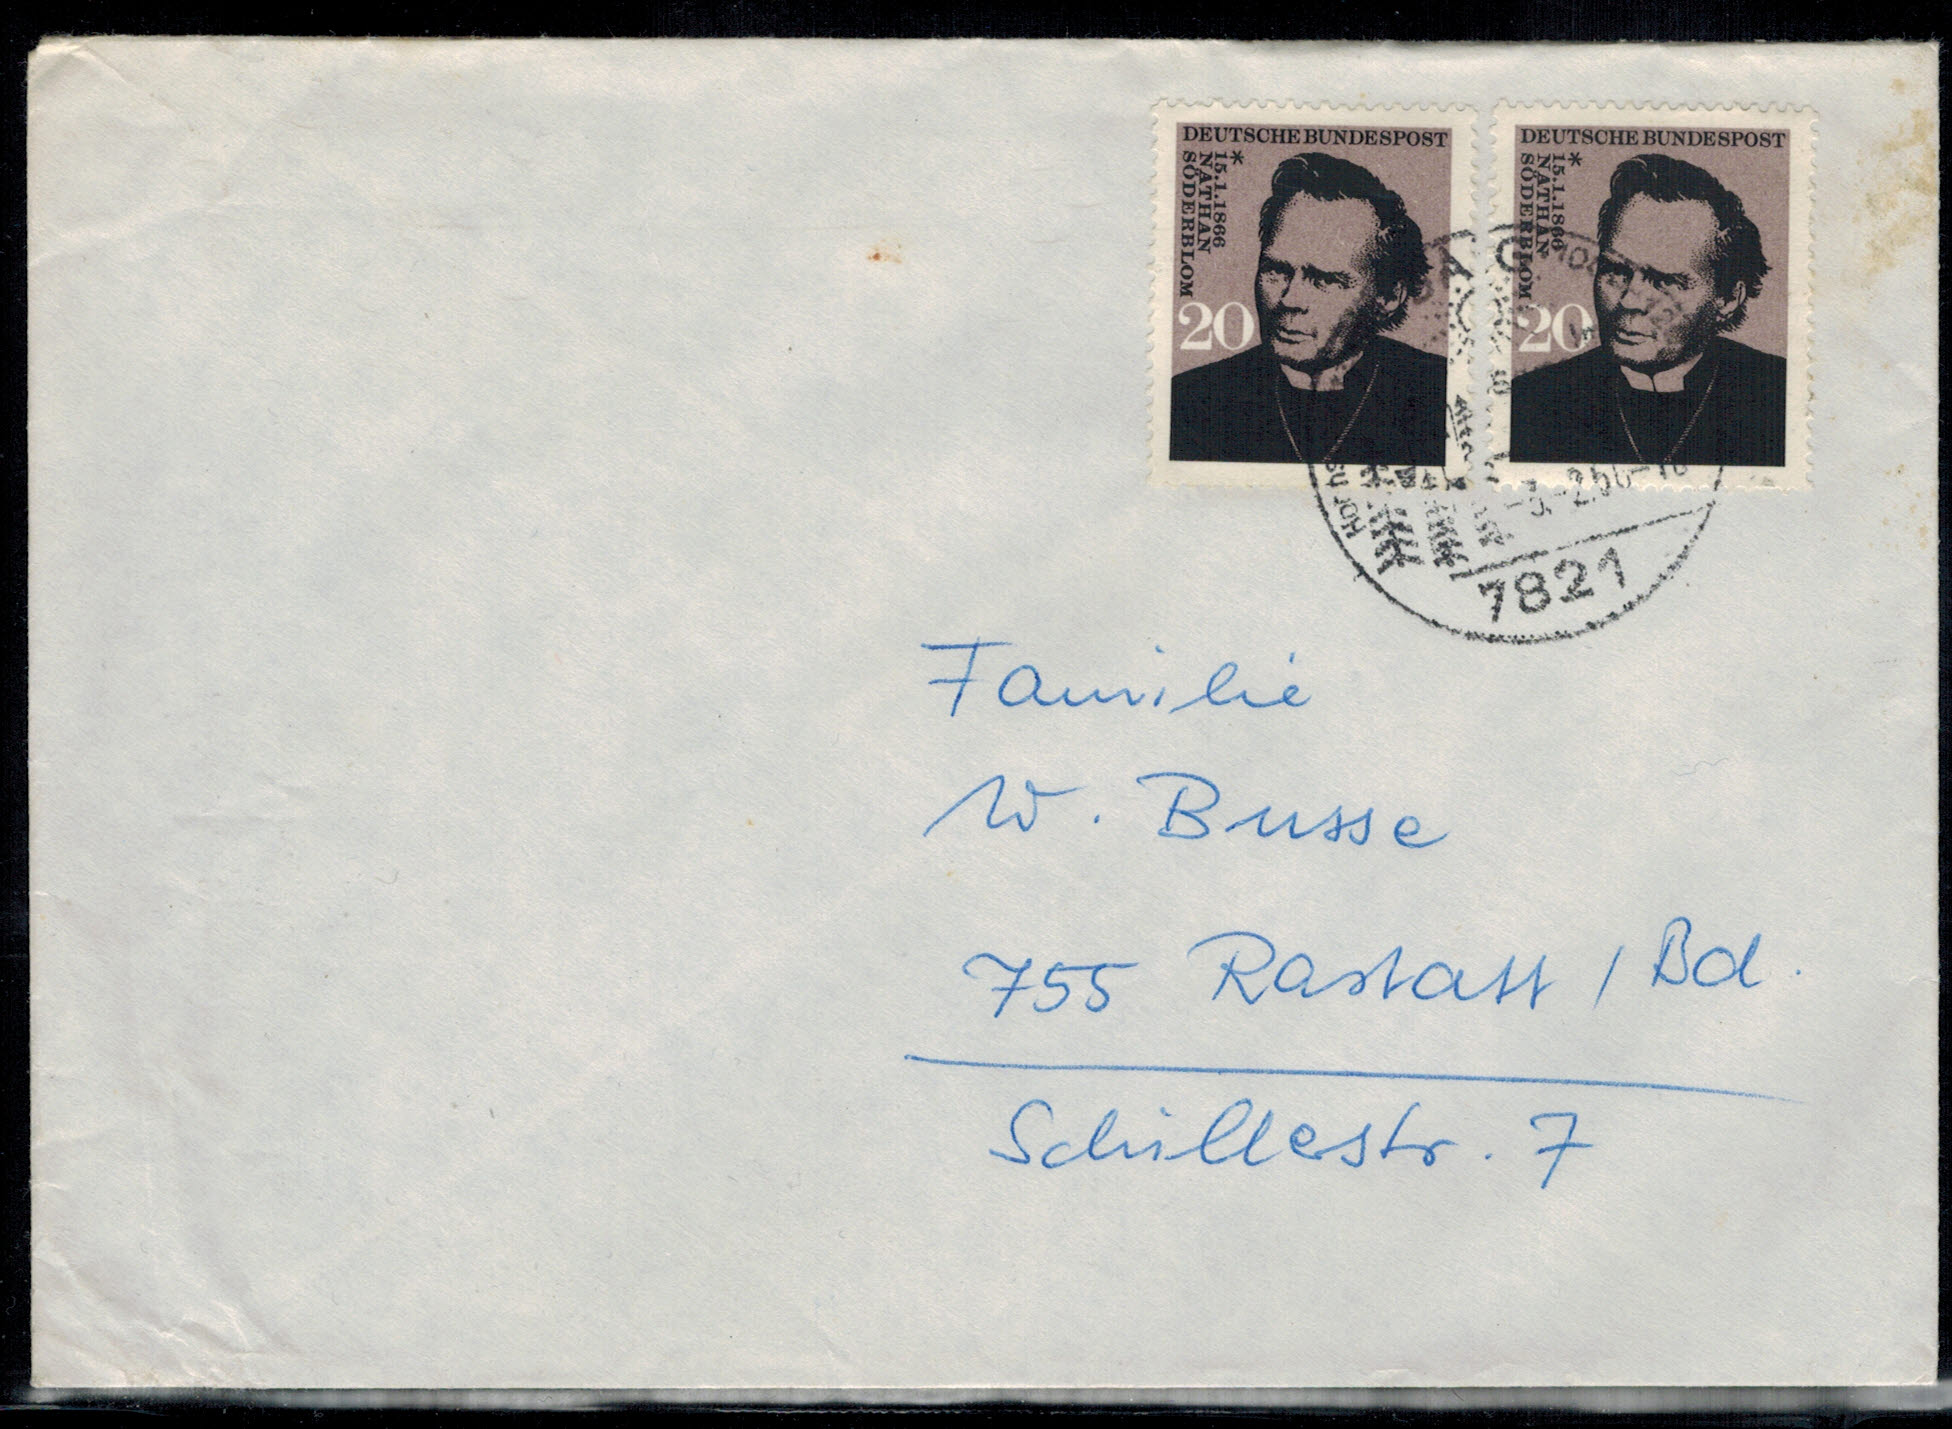 DEUTSCHE BUNDESPOST
* 15.1.1866
NATHAN
SÖDERBLOM
20
DEUTSCHE BUNDESPOST
* 15.1.1866
NATHAN
SÖDERBLOM
20
7821
Familie
W. Busse
755 Rastatt / Bd.
Schillerstr. 7